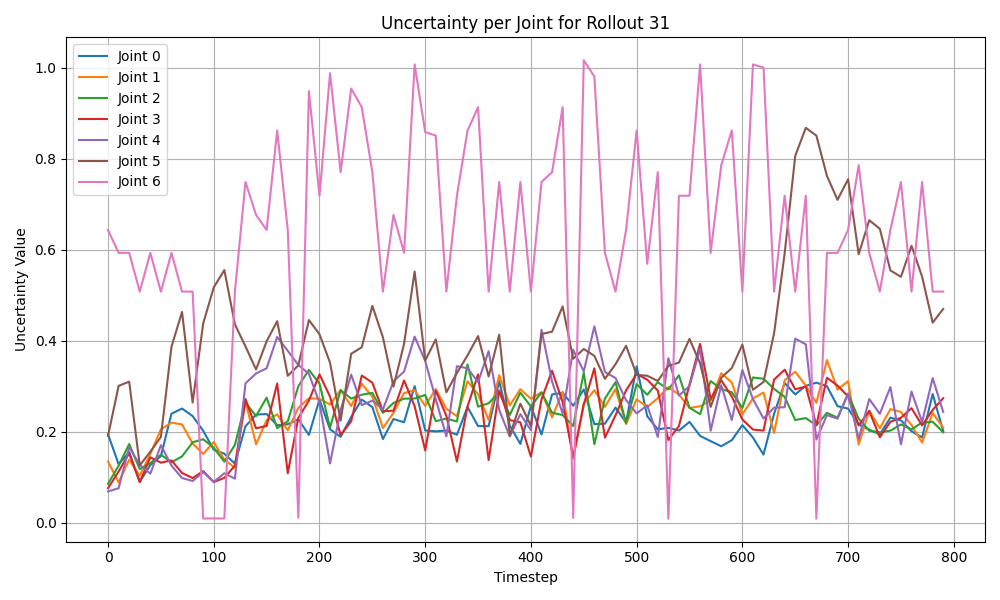 Uncertainty per Joint for Rollout 31
Uncertainty Value
1.0
0.8
0.6
0.4
0.2
0.0
Joint 0
Joint 1
Joint 2
Joint 3
Joint 4
Joint 5
Joint 6
0 100 200 300 400 500 600 700 800
Timestep